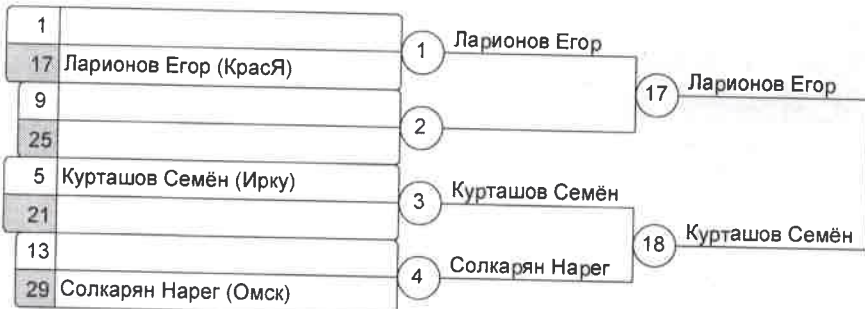 1
17 Ларионов Егор (КрасЯ)
1 Ларионов Егор
9
25
2
17 Ларионов Егор
5 Курташов Семён (Ирку)
21
3 Курташов Семён
13
29 Солкарян Нарег (Омск)
4 Солкарян Нарег
18 Курташов Семён